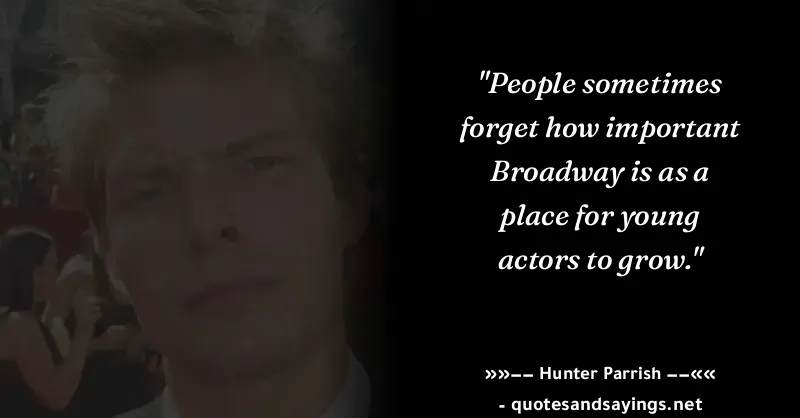 "People sometimes
forget how important
Broadway is as a
place for young
actors to grow."
»»−− Hunter Parrish −−««
- quotesandsayings.net